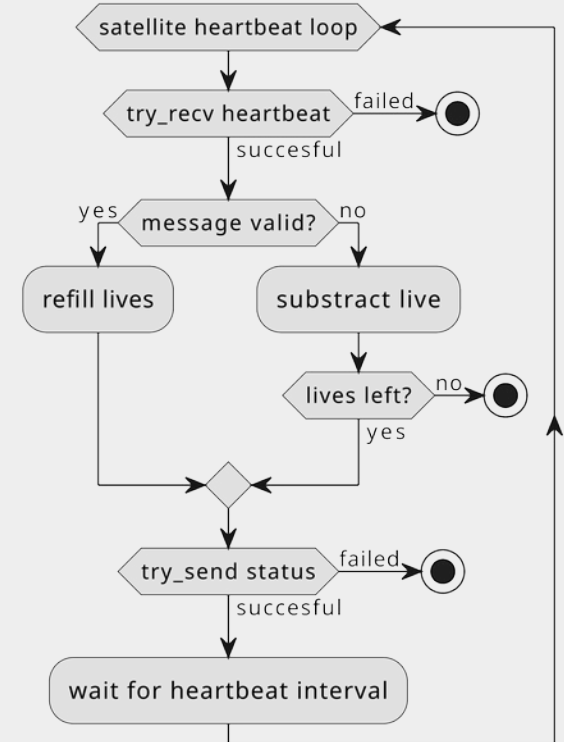 satellite heartbeat loop
try_recv heartbeat
failed
succesful
yes
message valid?
no
refill lives
substract live
lives left?
no
yes
try_send status
failed
succesful
wait for heartbeat interval